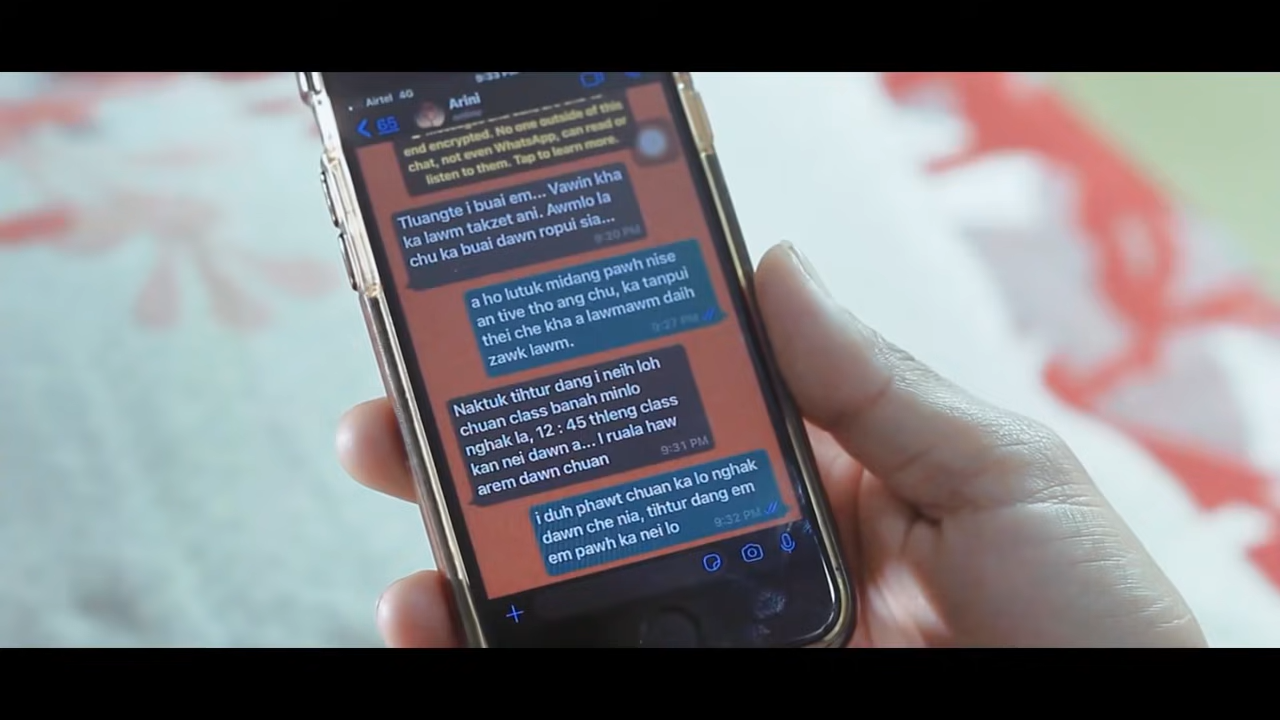 Airtel 4G
9:33 PM
65
Arini
end encrypted. No one outside of this
chat, not even WhatsApp, can read or
listen to them. Tap to learn more.
Tluangte i buai em... Vawin kha
ka lawm takzet ani. Awmlo la
chu ka buai dawn ropui sia...
9:20 PM
a ho lutuk midang pawh nise
an tive tho ang chu, ka tanpui
thei che kha a lawmawm daih
zawk lawm.
9:27 PM
Naktuk tihtur dang i neih loh
chuan class banah minlo
nghak la, 12 : 45 thleng class
kan nei dawn a... I ruala haw
arem dawn chuan
9:31 PM
i duh phawt chuan ka lo nghak
dawn che nia, tihtur dang em
em pawh ka nei lo
9:32 PM